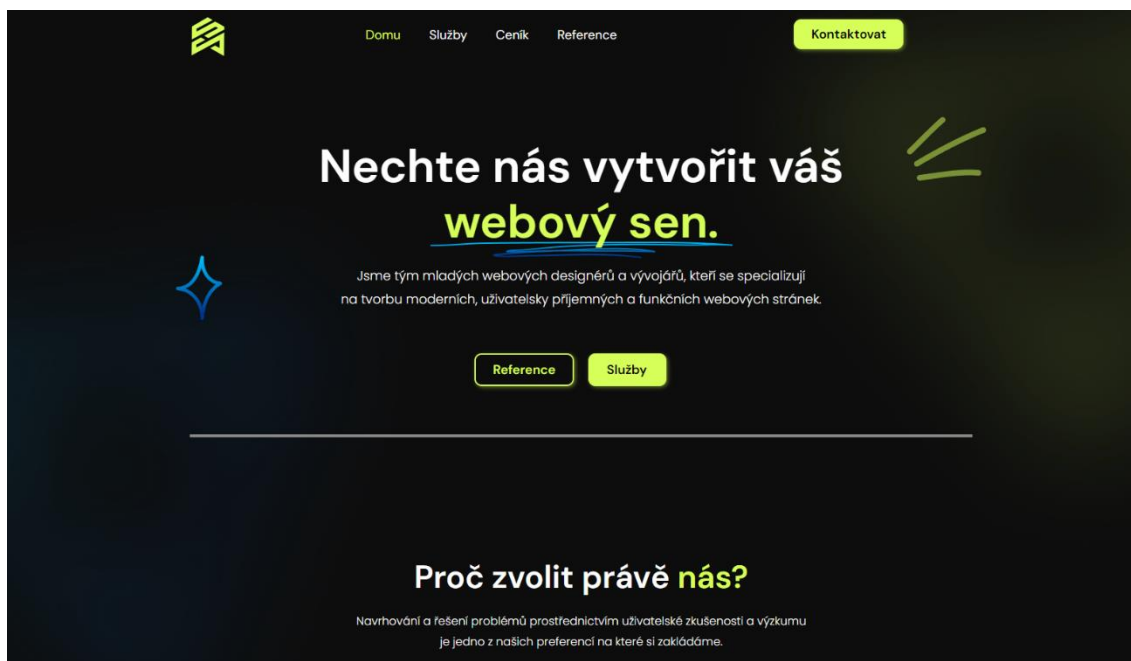 Domu Služby Ceník Reference Kontaktovat
Nechte nás vytvořit váš
webový sen.
Jsme tým mladých webových designérů a vývojářů, kteří se specializují
na tvorbu moderních, uživatelsky příjemných a funkčních webových stránek.
Reference Služby
Proč zvolit právě nás?
Navrhování a řešení problémů prostřednictvím uživatelské zkušenosti a výzkumu
je jedno z našich preferencí na které si zakládáme.